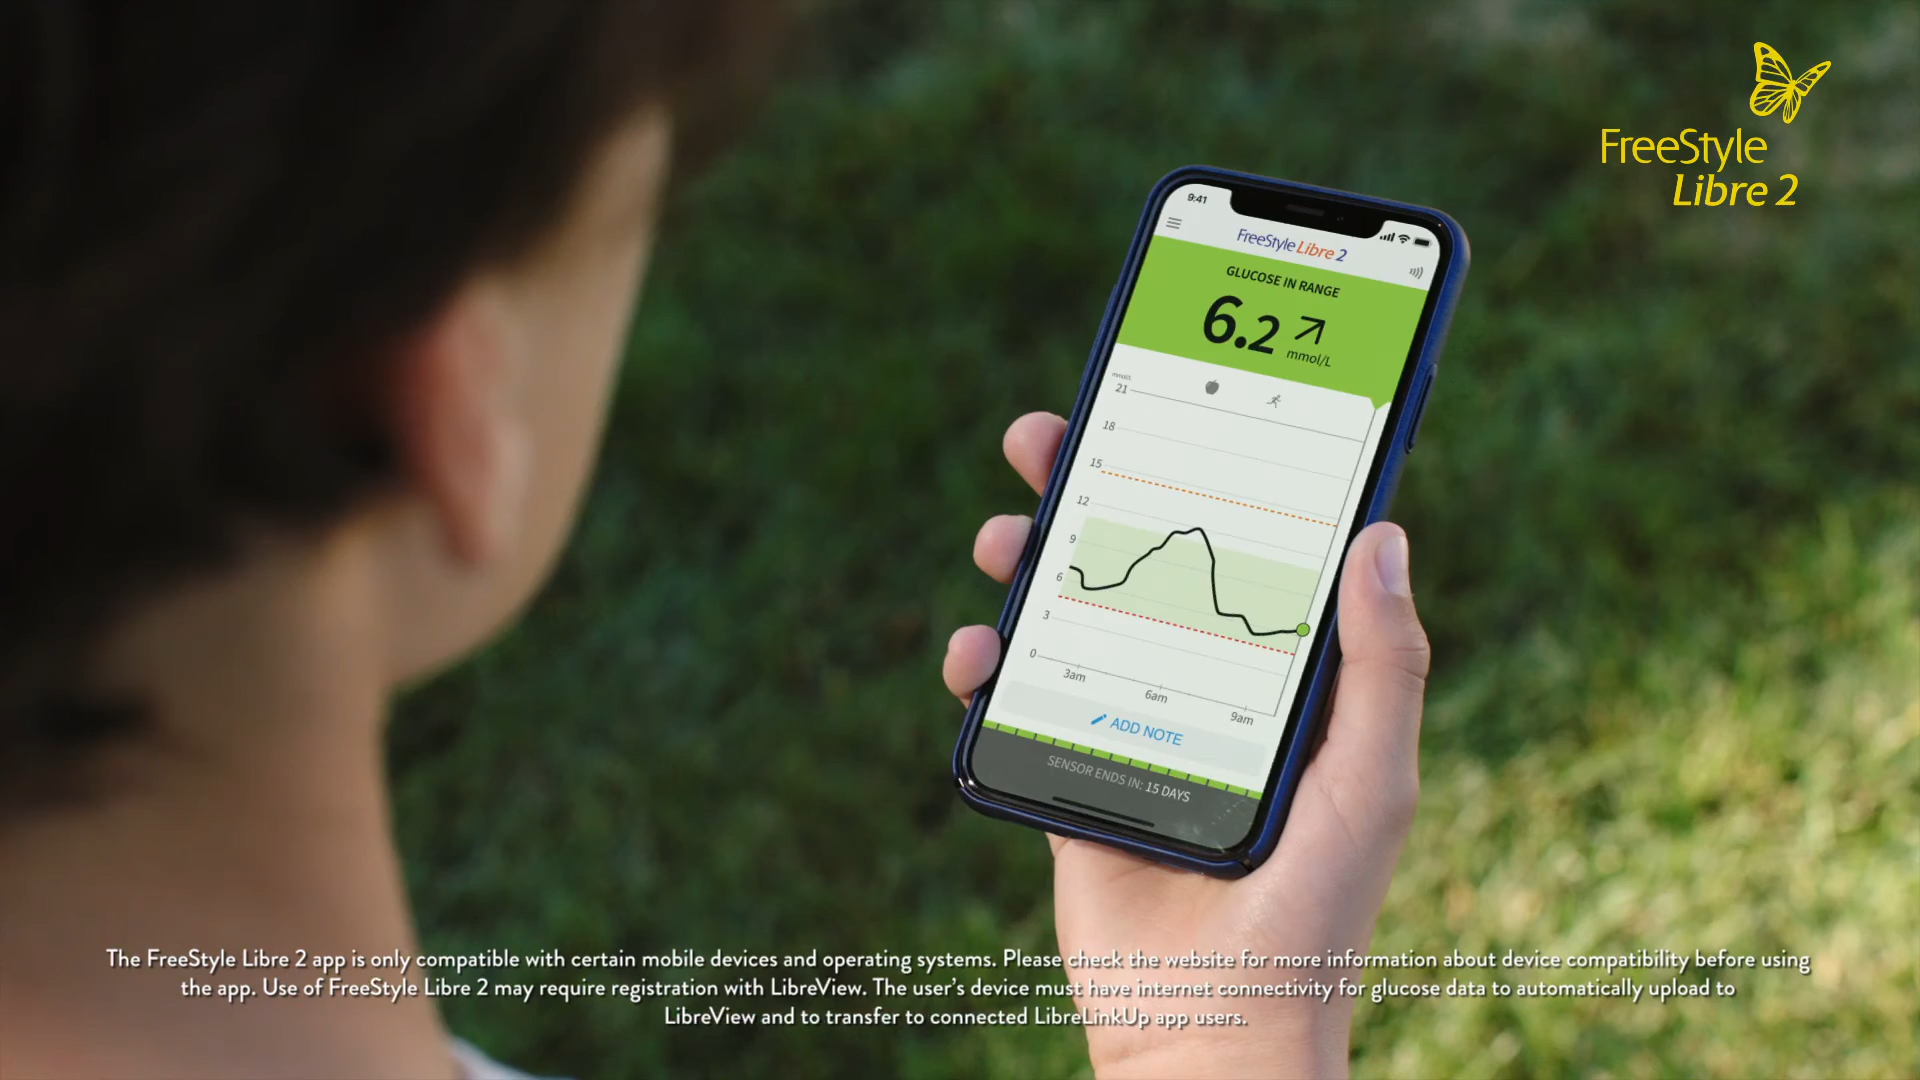 FreeStyle
Libre 2
9:41
FreeStyle Libre 2
GLUCOSE IN RANGE
6.2
mmol/L
mmol/L
21
18
15
12
9
6
3
0
3am
6am
9am
ADD NOTE
SENSOR ENDS IN: 15 DAYS
The FreeStyle Libre 2 app is only compatible with certain mobile devices and operating systems. Please check the website for more information about device compatibility before using
the app. Use of FreeStyle Libre 2 may require registration with LibreView. The user's device must have internet connectivity for glucose data to automatically upload to
LibreView and to transfer to connected LibreLinkUp app users.